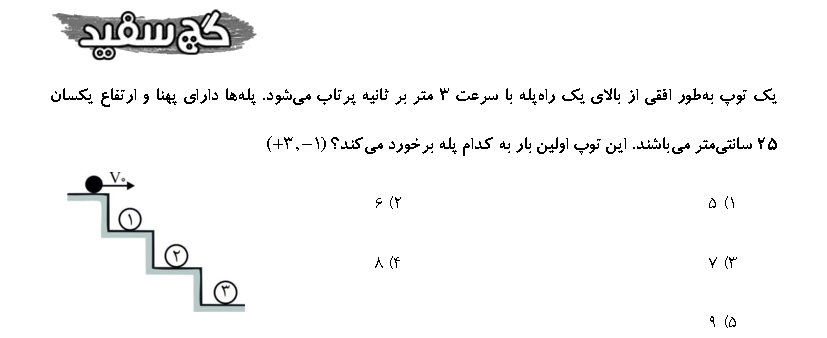 گچ سفید
یک توپ به‌طور افقی از بالای یک راه‌پله با سرعت ۳ متر بر ثانیه پرتاب می‌شود. پله‌ها دارای پهنا و ارتفاع یکسان
۲۵ سانتی‌متر می‌باشند. این توپ اولین بار به کدام پله برخورد می‌کند؟ (۱−,۳+)
V۰
۱) ۵
۲) ۶
۳) ۷
۴) ۸
۵) ۹
۱
۲
۳